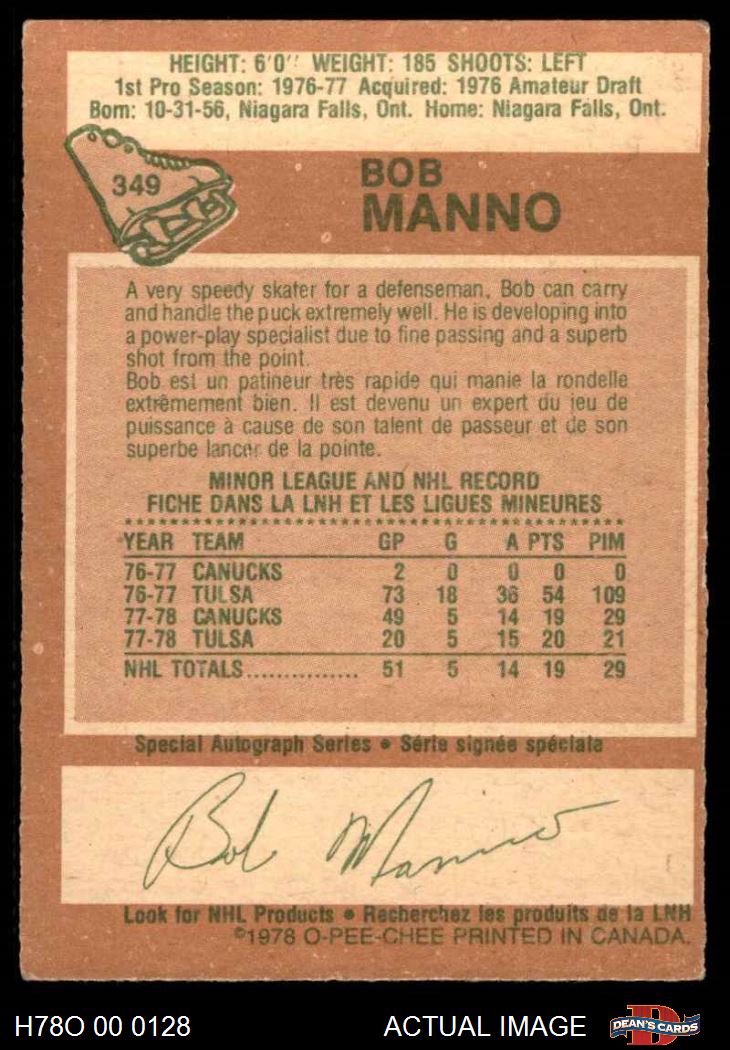 HEIGHT: 6'0'' WEIGHT: 185 SHOOTS: LEFT
1st Pro Season: 1976-77 Acquired: 1976 Amateur Draft
Born: 10-31-56, Niagara Falls, Ont. Home: Niagara Falls, Ont.
349
BOB
MANNO
A very speedy skater for a defenseman, Bob can carry
and handle the puck extremely well. He is developing into
a power-play specialist due to fine passing and a superb
shot from the point.
Bob est un patineur très rapide qui manie la rondelle
extrêmement bien. Il est devenu un expert du jeu de
puissance à cause de son talent de passeur et de son
superbe lancer de la pointe.
MINOR LEAGUE AND NHL RECORD
FICHE DANS LA LNH ET LES LIGUES MINEURES
YEAR TEAM GP G A PTS PIM
76-77 CANUCKS 2 0 0 0 0
76-77 TULSA 73 18 36 54 109
77-78 CANUCKS 49 5 14 19 29
77-78 TULSA 20 5 15 20 21
NHL TOTALS............... 51 5 14 19 29
Special Autograph Series • Série signée spéciale
Bob Manno
Look for NHL Products • Recherchez les produits de la LNH
©1978 O-PEE-CHEE PRINTED IN CANADA.
H78O 00 0128
ACTUAL IMAGE
D
DEAN'S CARDS